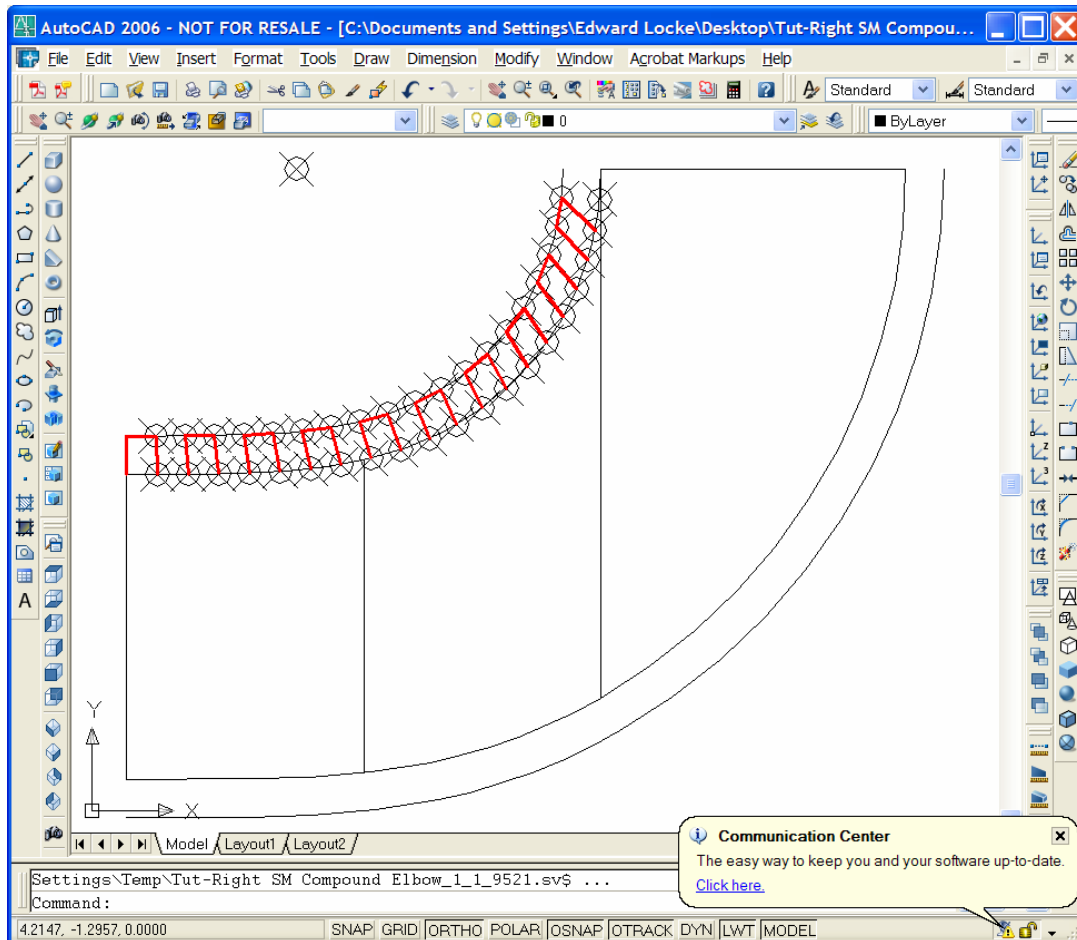 AutoCAD 2006 - NOT FOR RESALE - [C:\Documents and Settings\Edward Locke\Desktop\Tut-Right SM Compou...
File Edit View Insert Format Tools Draw Dimension Modify Window Acrobat Markups Help
Standard Standard
0 ByLayer
Y
X
Model Layout1 Layout2
Communication Center
The easy way to keep you and your software up-to-date.
Click here.
Settings\Temp\Tut-Right SM Compound Elbow_1_1_9521.sv$ ...
Command:
4.2147, -1.2957, 0.0000 SNAP GRID ORTHO POLAR OSNAP OTRACK DYN LWT MODEL